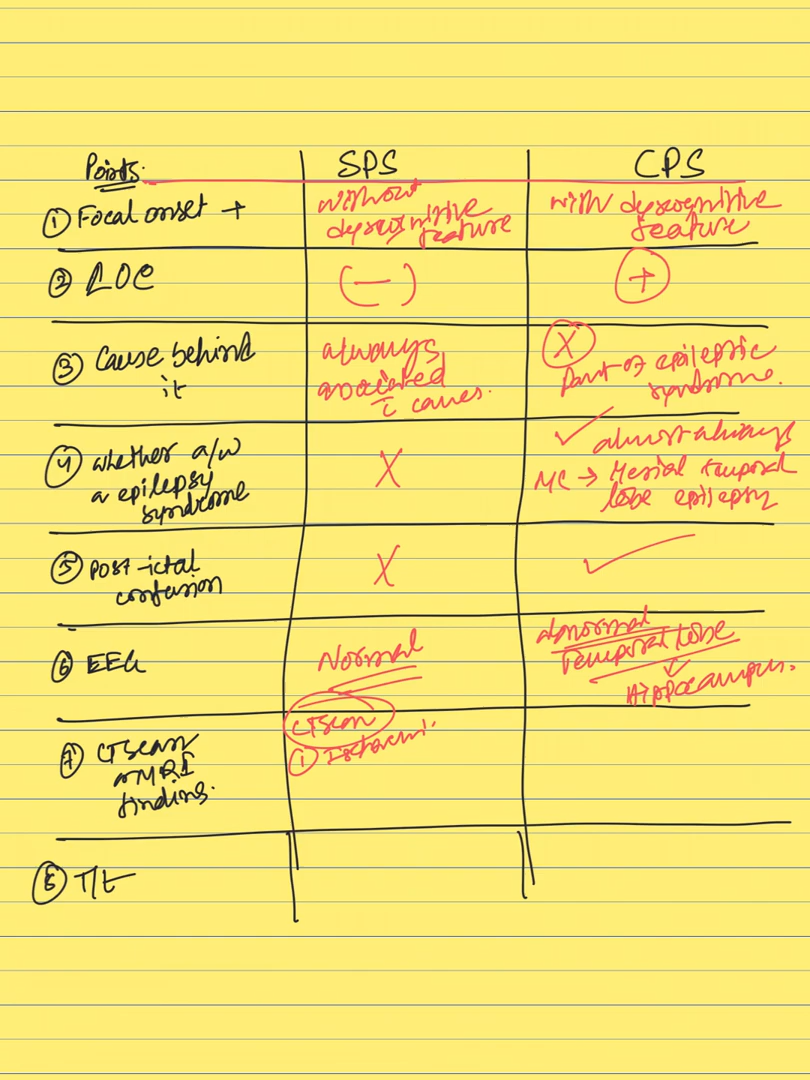 Points. SPS CPS
① Focal onset + without with dyscognitive
dyscognitive feature
feature
② LOC (—) +
③ Cause behind always X
it associated Part of epileptic
c̄ causes. syndrome.
④ whether a/w X ✓ almost always
a epilepsy MC → Mesial temporal
syndrome lobe epilepsy
⑤ post-ictal X ✓
confusion
⑥ EEG Normal abnormal
Temporal lobe
Hippocampus.
⑦ CT scan CT Scan
or MRI ①
finding.
⑧ T/t